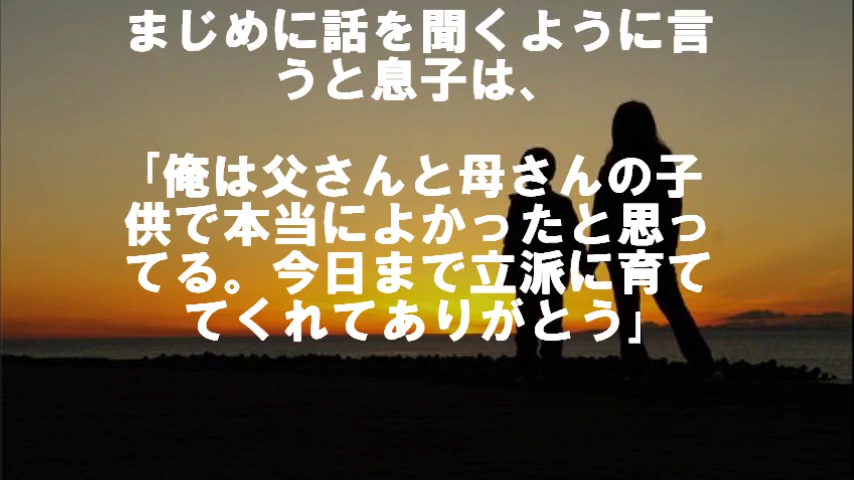 まじめに話を聞くように言
うと息子は、
「俺は父さんと母さんの子
供で本当によかったと思っ
てる。今日まで立派に育て
てくれてありがとう」